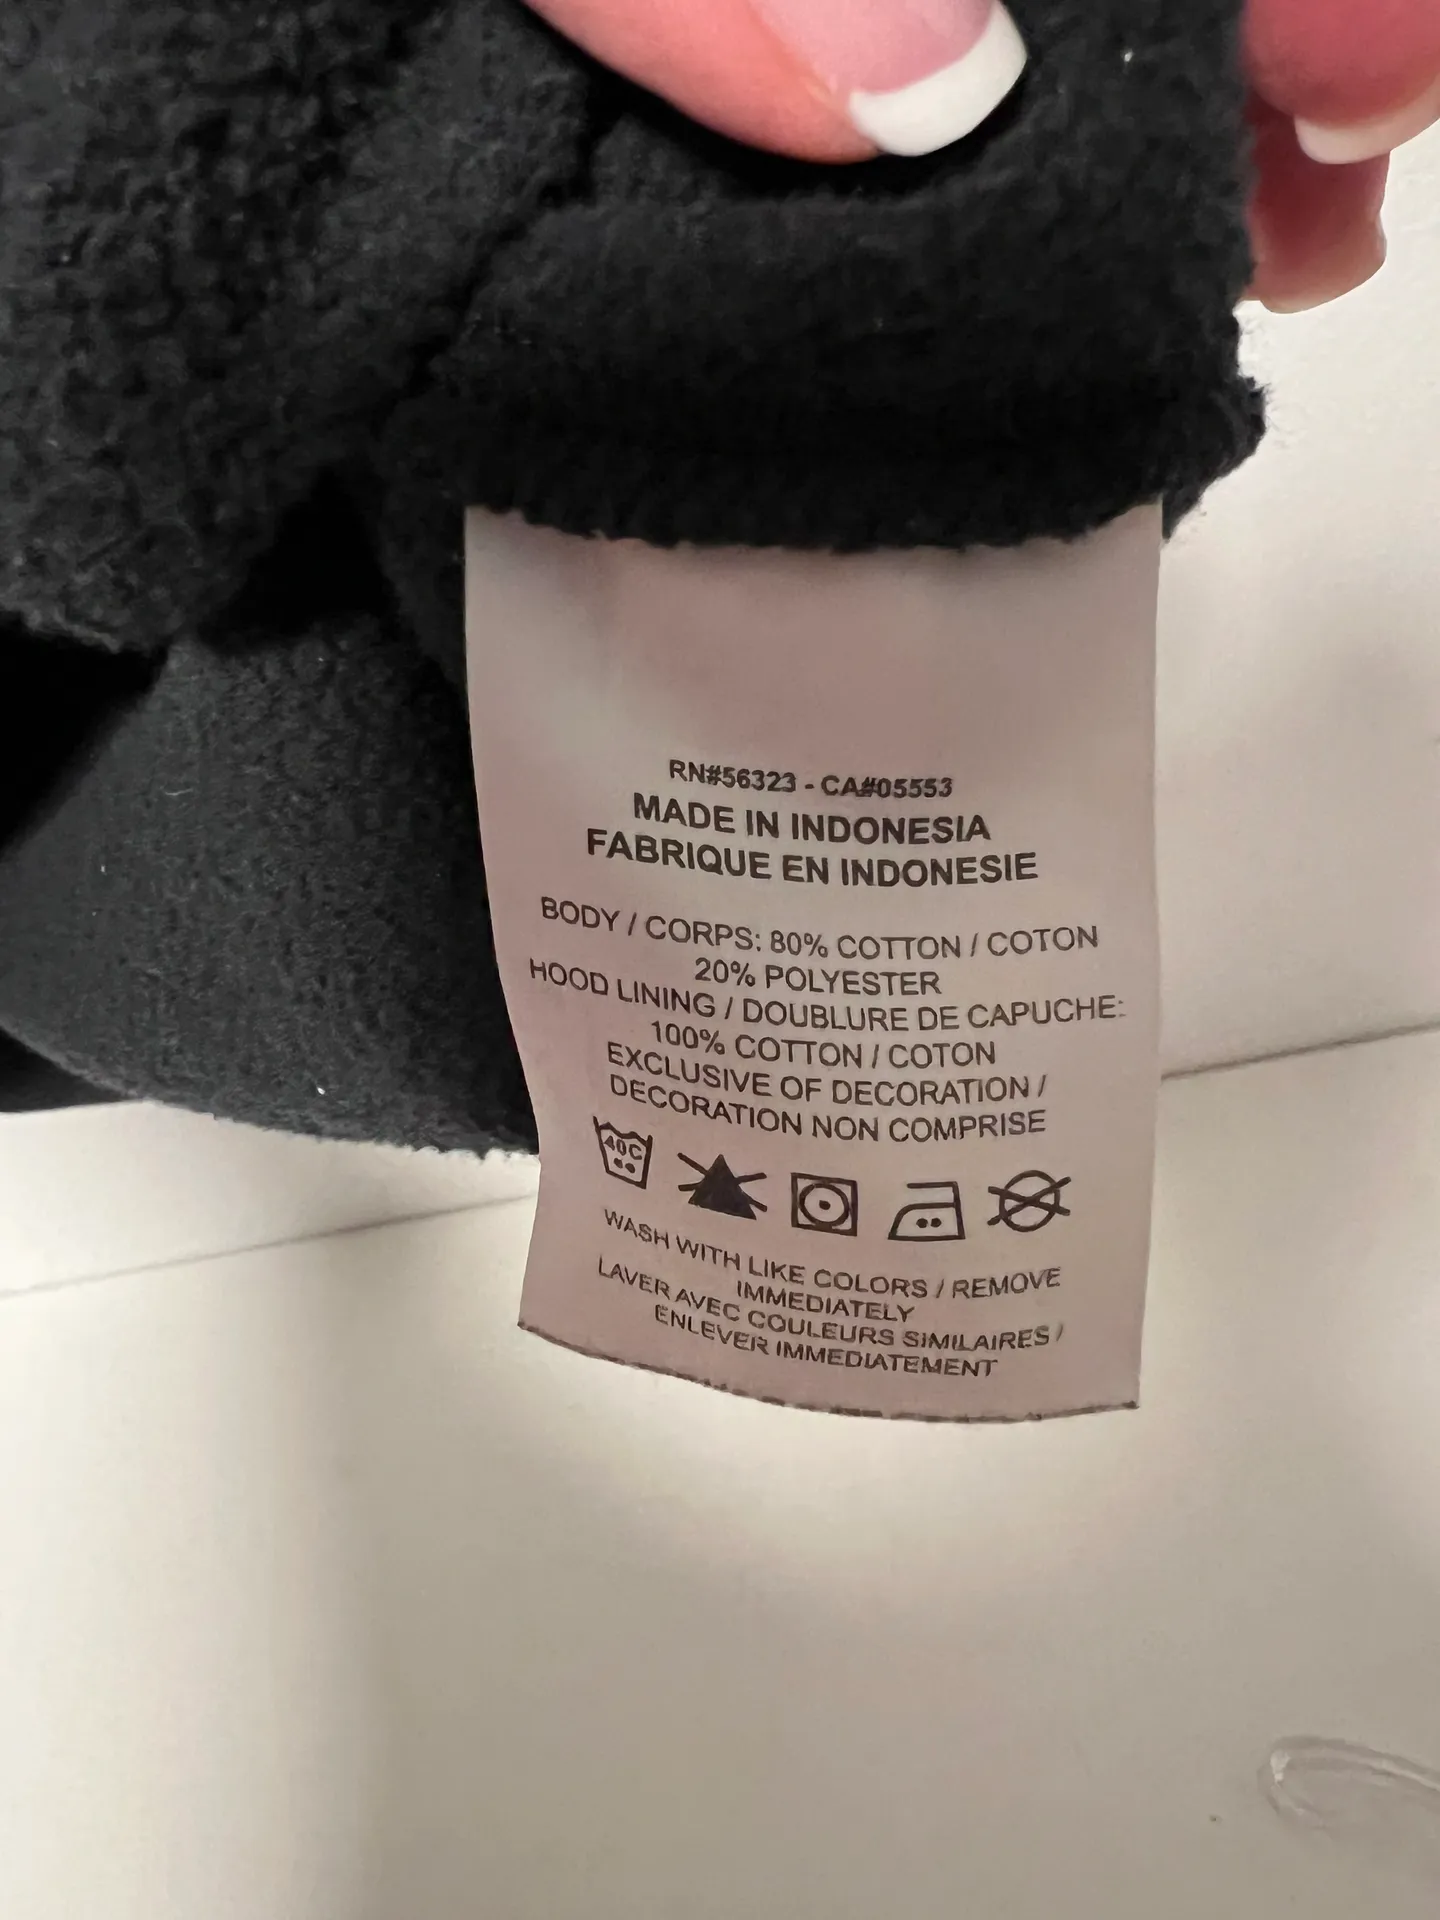 RN#56323 - CA#05553
MADE IN INDONESIA
FABRIQUE EN INDONESIE
BODY / CORPS: 80% COTTON / COTON
20% POLYESTER
HOOD LINING / DOUBLURE DE CAPUCHE:
100% COTTON / COTON
EXCLUSIVE OF DECORATION /
DECORATION NON COMPRISE
40C
WASH WITH LIKE COLORS / REMOVE
IMMEDIATELY
LAVER AVEC COULEURS SIMILAIRES /
ENLEVER IMMEDIATEMENT